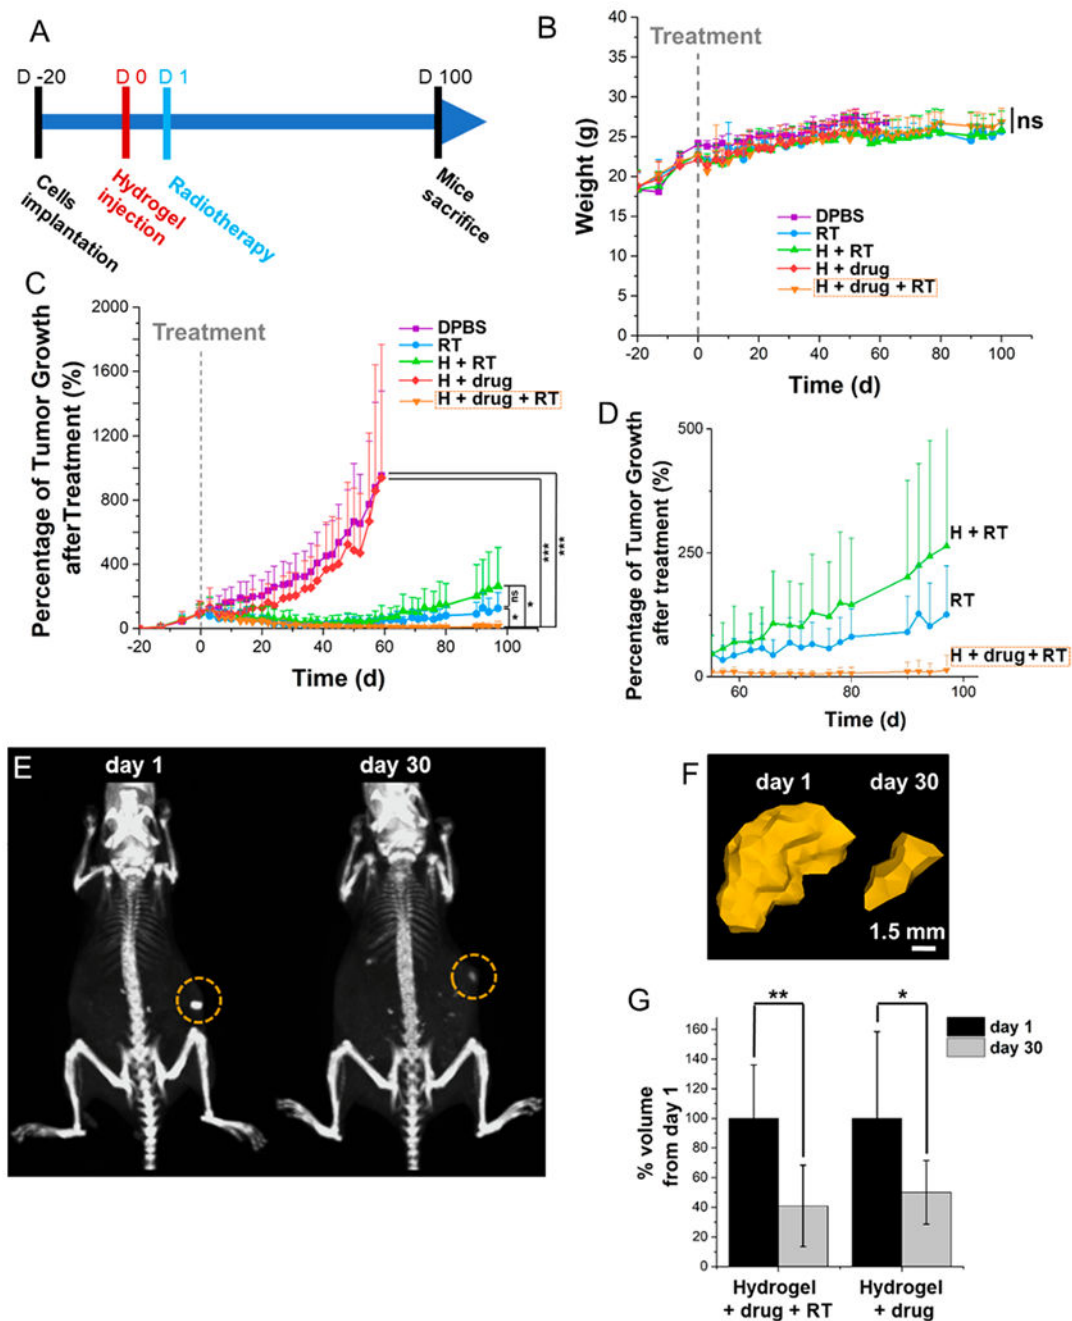 A
D -20
D 0
D 1
D 100
Cells
implantation
Hydrogel
injection
Radiotherapy
Mice
sacrifice
B
Treatment
40
35
30
25
20
15
10
5
0
Weight (g)
ns
DPBS
RT
H + RT
H + drug
H + drug + RT
-20
0
20
40
60
80
100
Time (d)
C
2000
1600
1200
800
400
0
Percentage of Tumor Growth
afterTreatment (%)
Treatment
DPBS
RT
H + RT
H + drug
H + drug + RT
***
***
ns
*
*
-20
0
20
40
60
80
100
Time (d)
D
500
250
0
Percentage of Tumor Growth
after treatment (%)
H + RT
RT
H + drug + RT
60
80
100
Time (d)
E
day 1
day 30
F
day 1
day 30
1.5 mm
G
**
*
day 1
day 30
160
140
120
100
80
60
40
20
0
% volume
from day 1
Hydrogel
+ drug + RT
Hydrogel
+ drug